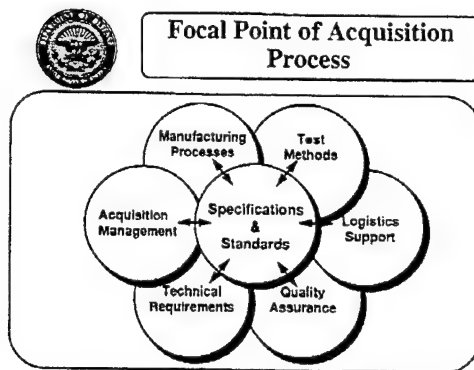 Focal Point of Acquisition
Process
Manufacturing
Processes
Test
Methods
Acquisition
Management
Specifications
&
Standards
Logistics
Support
Technical
Requirements
Quality
Assurance